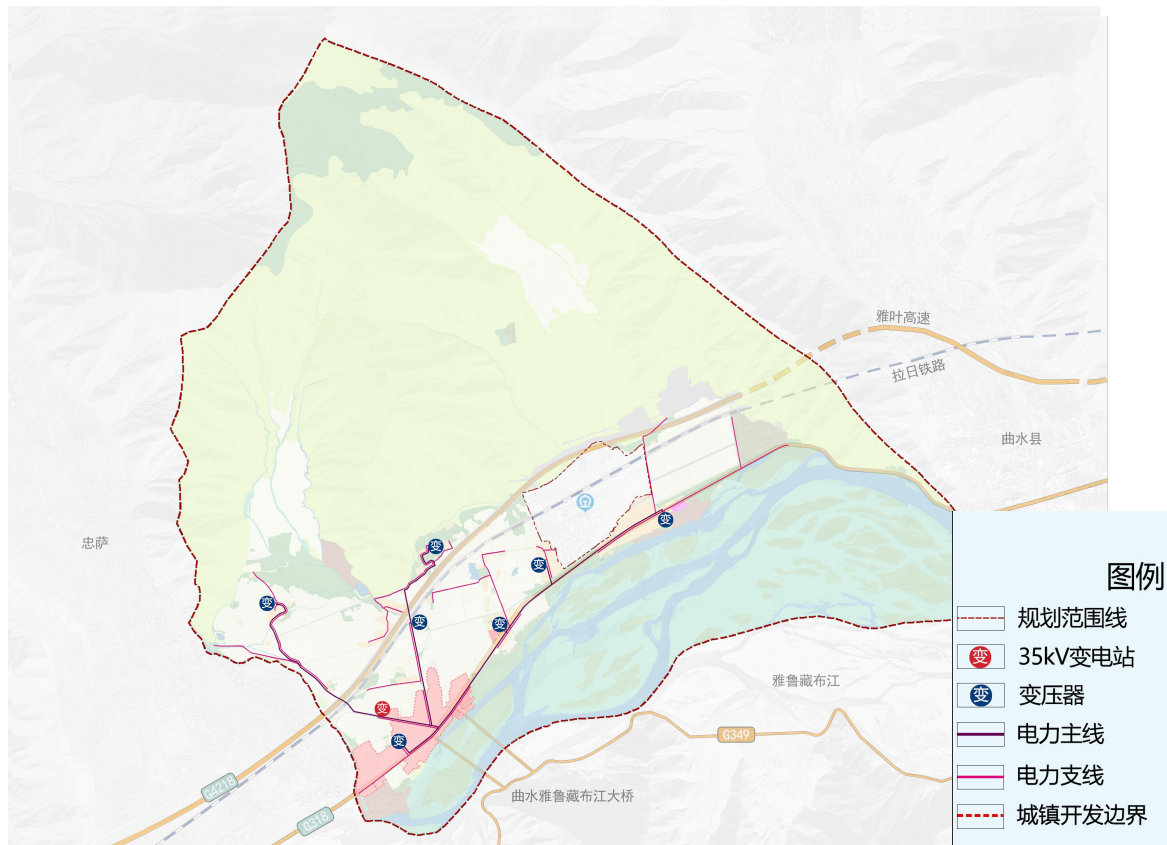 雅叶高速
拉日铁路
曲水县
变
变
变
忠萨
变
变
变
变
雅鲁藏布江
变
G349
变
G4218
曲水雅鲁藏布江大桥
G318
图例
规划范围线
变 35kV变电站
变 变压器
电力主线
电力支线
城镇开发边界